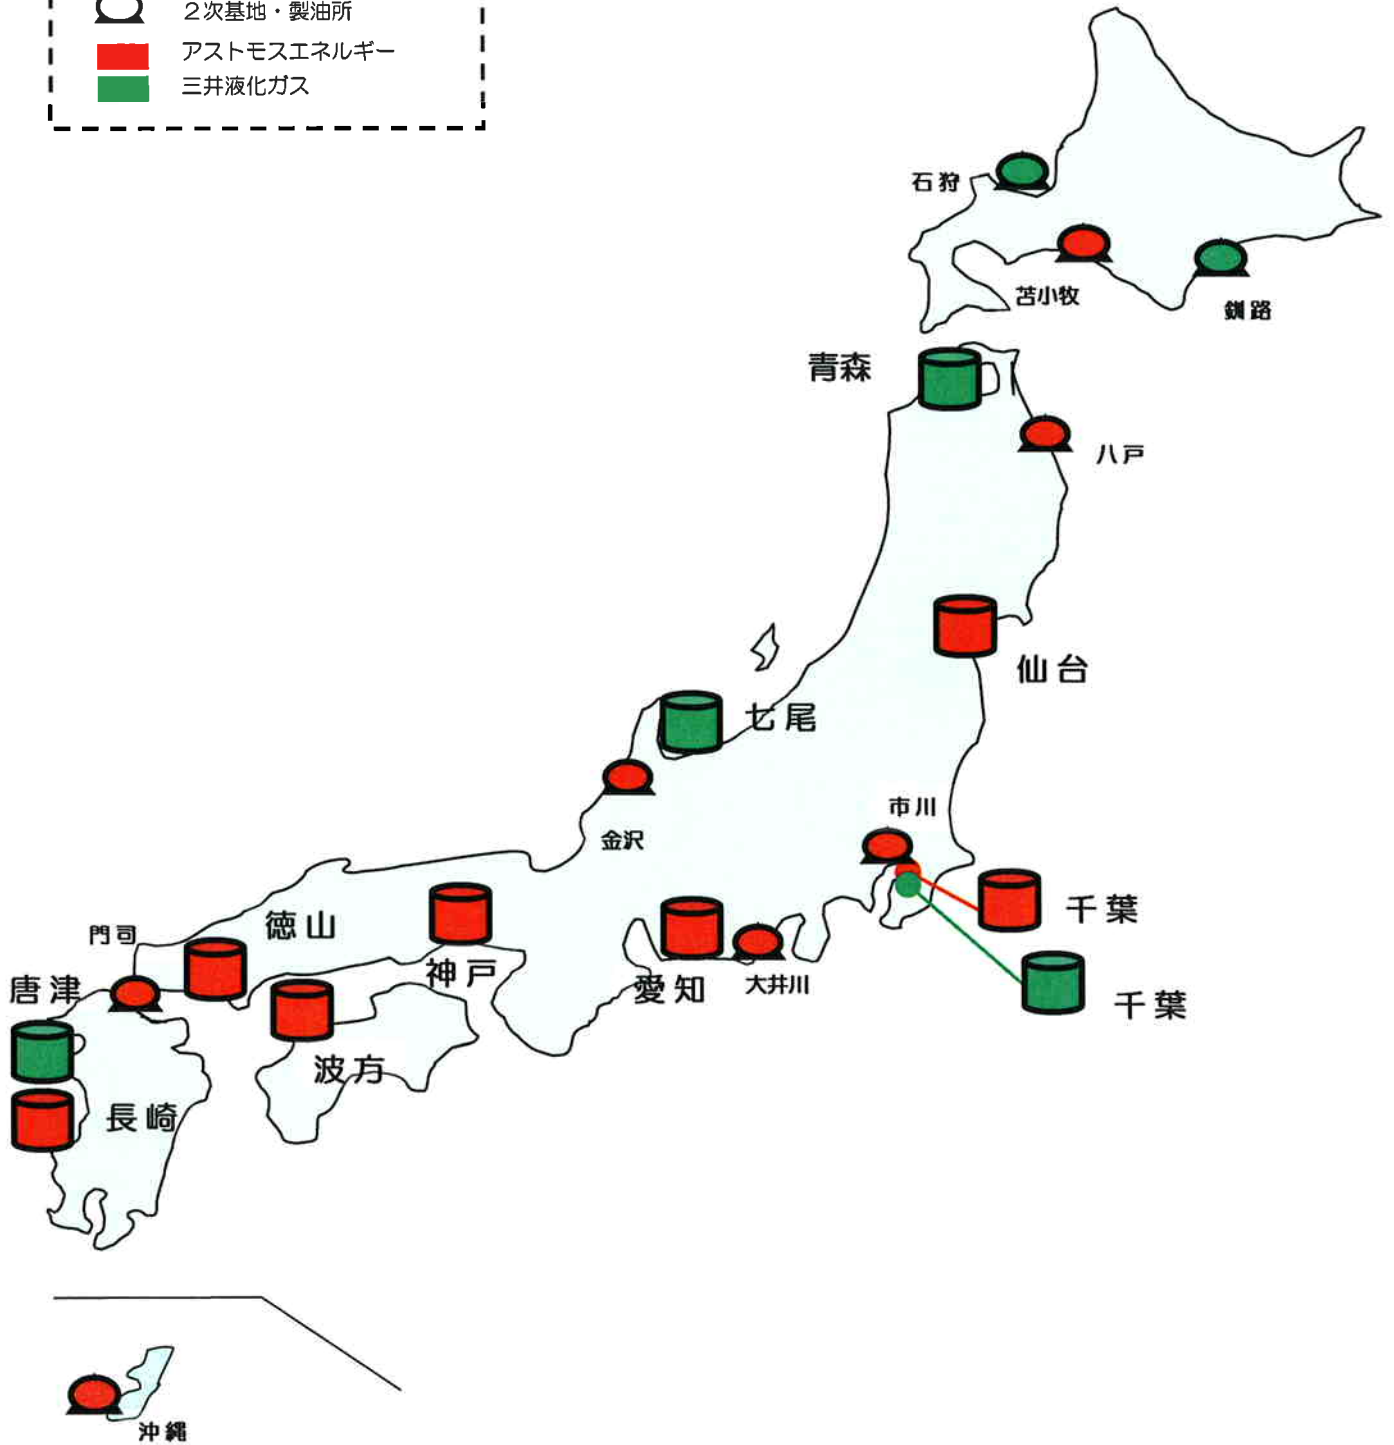 ２次基地・製油所
アストモスエネルギー
三井液化ガス
石狩
苫小牧
釧路
青森
八戸
仙台
七尾
市川
金沢
千葉
徳山
門司
神戸
愛知
大井川
唐津
千葉
波方
長崎
沖縄